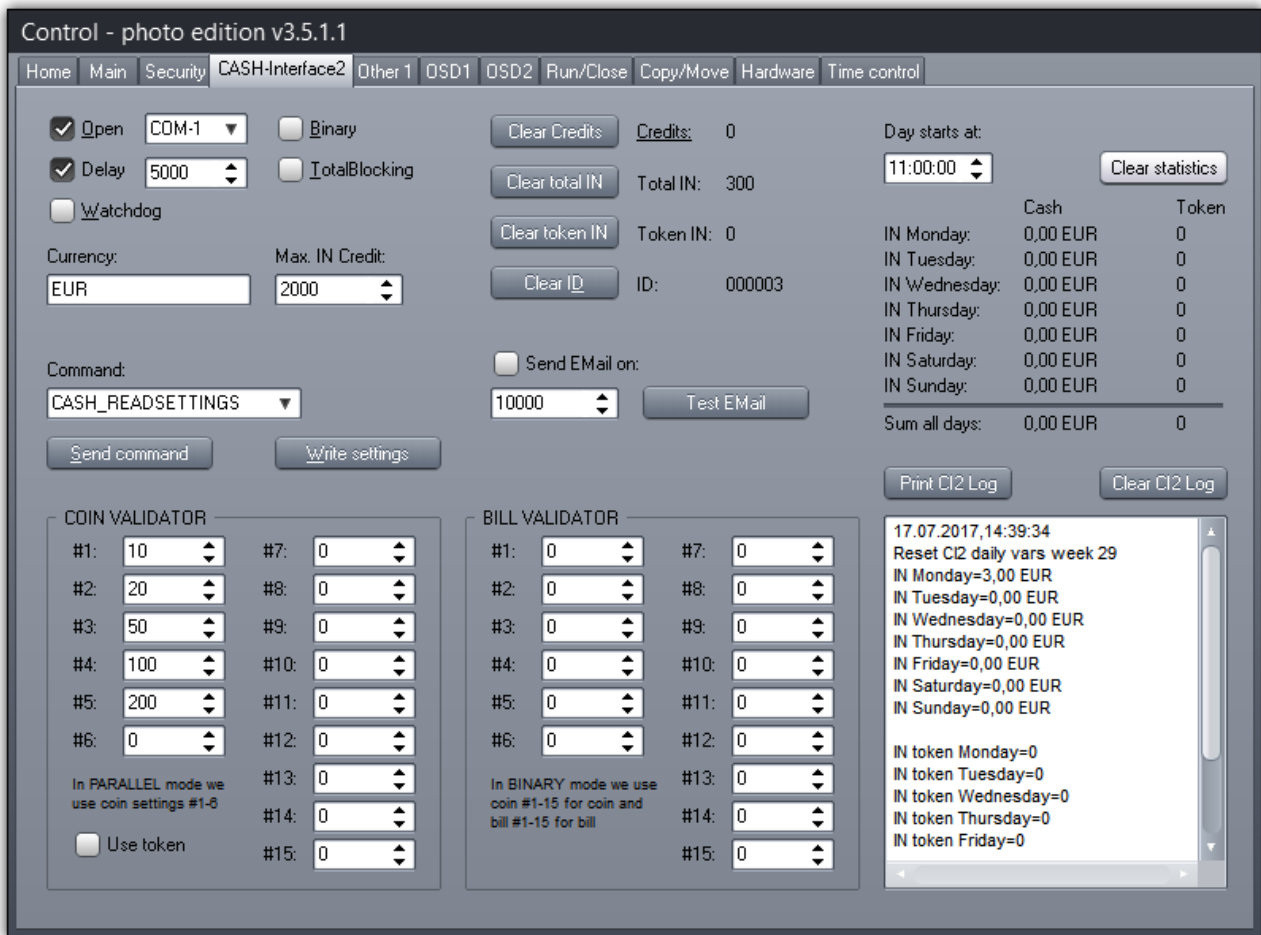 Control - photo edition v3.5.1.1
Home Main Security CASH-Interface2 Other 1 OSD1 OSD2 Run/Close Copy/Move Hardware Time control
Open COM-1 Binary
Delay 5000 TotalBlocking
Watchdog
Currency: Max. IN Credit:
EUR 2000
Command:
CASH_READSETTINGS
Send command Write settings
Clear Credits Credits: 0
Clear total IN Total IN: 300
Clear token IN Token IN: 0
Clear ID ID: 000003
Send EMail on:
10000 Test EMail
Day starts at:
11:00:00 Clear statistics
Cash Token
IN Monday: 0,00 EUR 0
IN Tuesday: 0,00 EUR 0
IN Wednesday: 0,00 EUR 0
IN Thursday: 0,00 EUR 0
IN Friday: 0,00 EUR 0
IN Saturday: 0,00 EUR 0
IN Sunday: 0,00 EUR 0
Sum all days: 0,00 EUR 0
Print CI2 Log Clear CI2 Log
COIN VALIDATOR
#1: 10 #7: 0
#2: 20 #8: 0
#3: 50 #9: 0
#4: 100 #10: 0
#5: 200 #11: 0
#6: 0 #12: 0
#13: 0
#14: 0
#15: 0
In PARALLEL mode we
use coin settings #1-6
Use token
BILL VALIDATOR
#1: 0 #7: 0
#2: 0 #8: 0
#3: 0 #9: 0
#4: 0 #10: 0
#5: 0 #11: 0
#6: 0 #12: 0
#13: 0
#14: 0
#15: 0
In BINARY mode we use
coin #1-15 for coin and
bill #1-15 for bill
17.07.2017,14:39:34
Reset CI2 daily vars week 29
IN Monday=3,00 EUR
IN Tuesday=0,00 EUR
IN Wednesday=0,00 EUR
IN Thursday=0,00 EUR
IN Friday=0,00 EUR
IN Saturday=0,00 EUR
IN Sunday=0,00 EUR
IN token Monday=0
IN token Tuesday=0
IN token Wednesday=0
IN token Thursday=0
IN token Friday=0